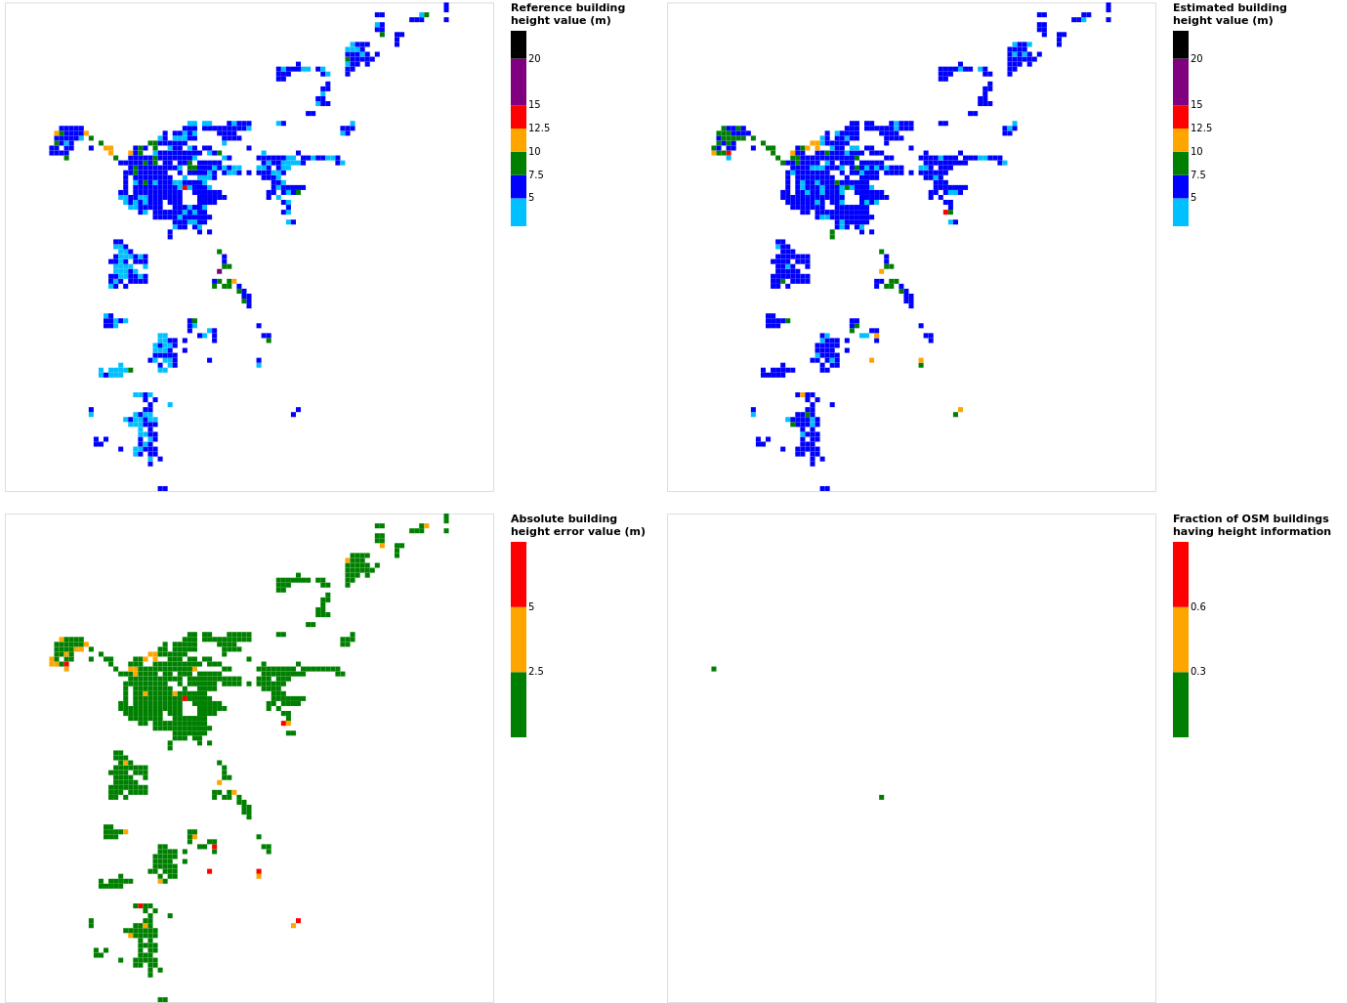 Reference building
height value (m)
20
15
12.5
10
7.5
5
Estimated building
height value (m)
20
15
12.5
10
7.5
5
Absolute building
height error value (m)
5
2.5
Fraction of OSM buildings
having height information
0.6
0.3